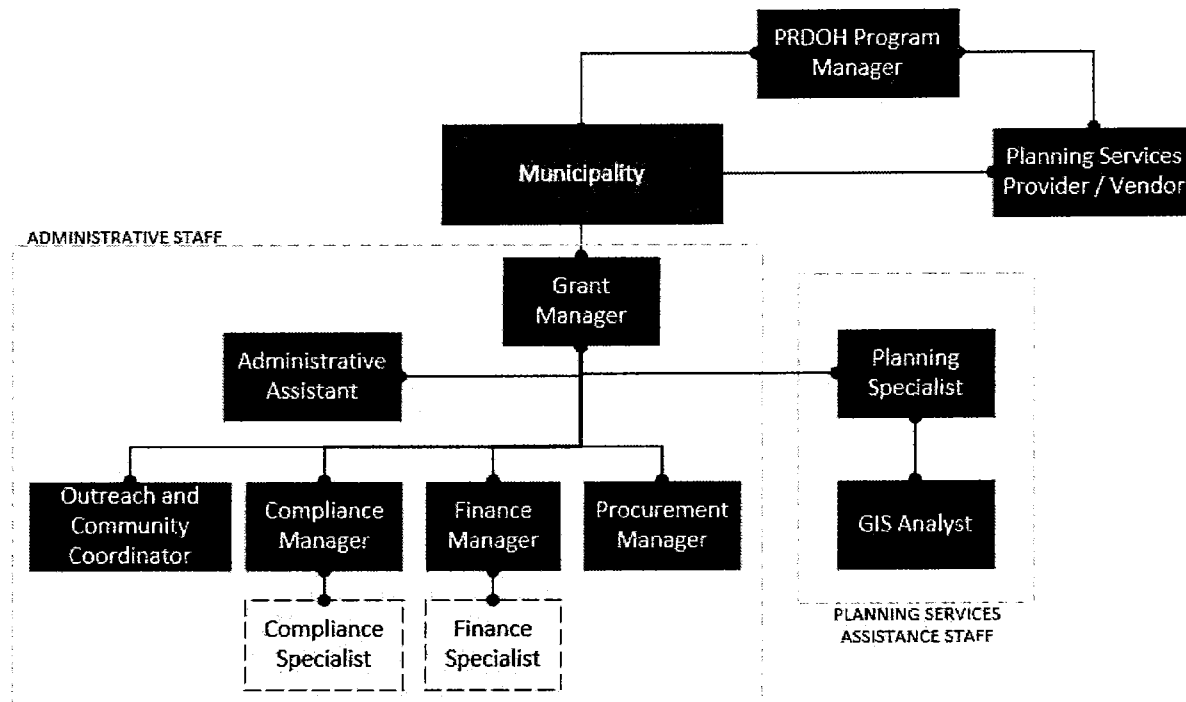 PRDOH Program
Manager
Municipality
Planning Services
Provider / Vendor
ADMINISTRATIVE STAFF
Grant
Manager
Administrative
Assistant
Planning
Specialist
Outreach and
Community
Coordinator
Compliance
Manager
Finance
Manager
Procurement
Manager
GIS Analyst
Compliance
Specialist
Finance
Specialist
PLANNING SERVICES
ASSISTANCE STAFF